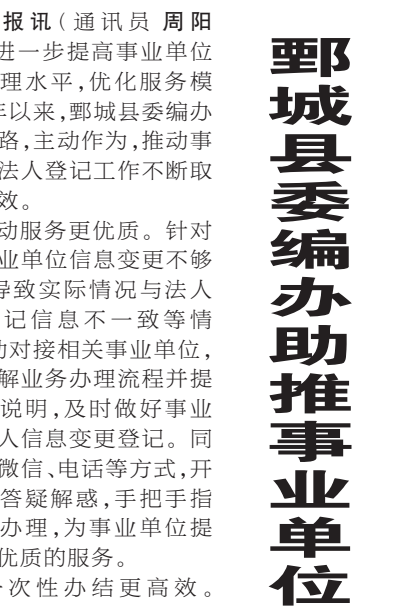 鄄城县委编办助推事业单位
报讯(通讯员 周阳
进一步提高事业单位
理水平,优化服务模
年以来,鄄城县委编办
路,主动作为,推动事
法人登记工作不断取
效。
动服务更优质。针对
业单位信息变更不够
导致实际情况与法人
记信息不一致等情
动对接相关事业单位,
解业务办理流程并提
说明,及时做好事业
人信息变更登记。同
微信、电话等方式,开
答疑解惑,手把手指
办理,为事业单位提
优质的服务。
次性办结更高效。